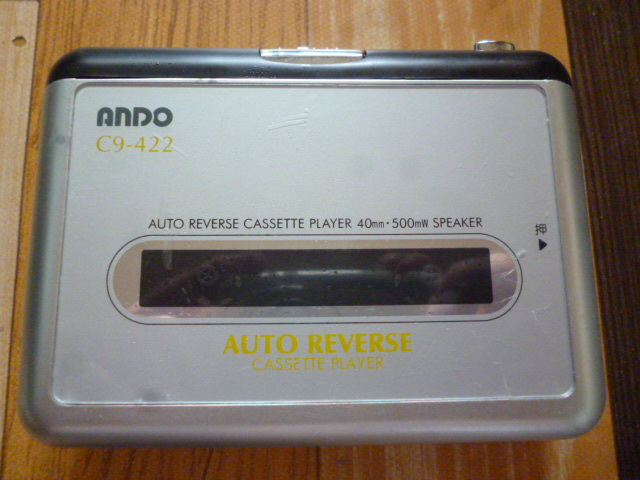 ANDO
C9-422
AUTO REVERSE CASSETTE PLAYER 40mm・500mW SPEAKER
押
AUTO REVERSE
CASSETTE PLAYER